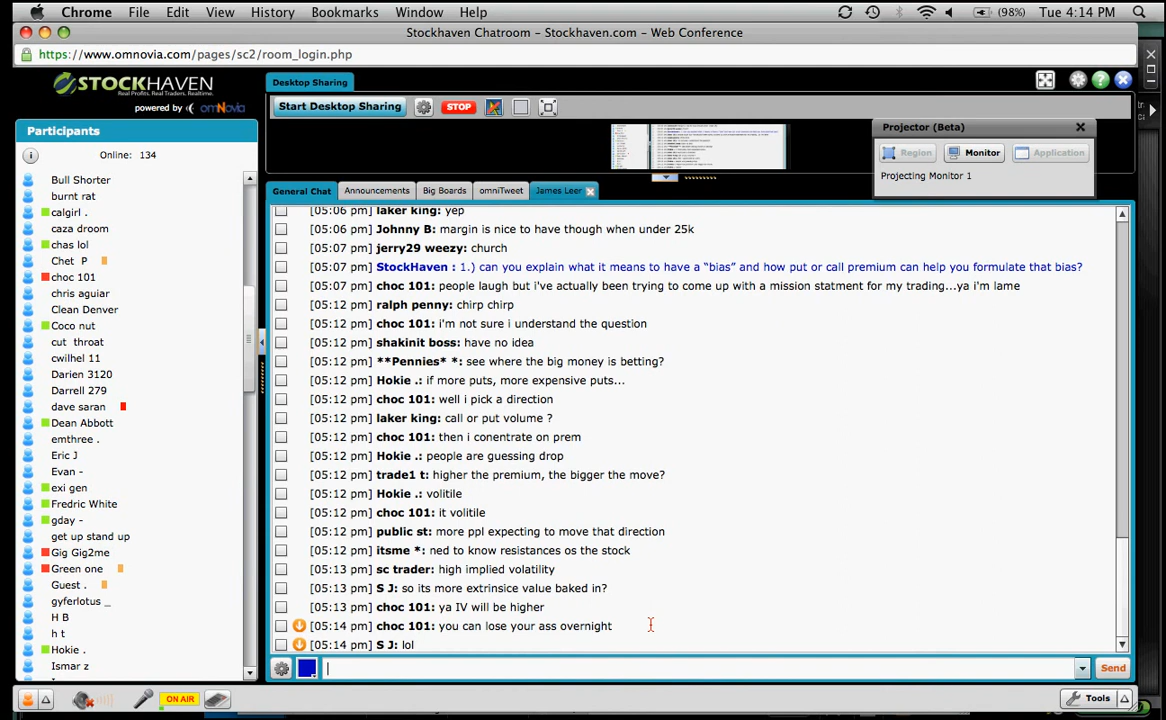 Chrome File Edit View History Bookmarks Window Help (98%) Tue 4:14 PM
Stockhaven Chatroom – Stockhaven.com – Web Conference
https://www.omnovia.com/pages/sc2/room_login.php
STOCKHAVEN
Real Profits. Real Traders. Realtime.
powered by omNovia
Desktop Sharing
Start Desktop Sharing STOP
Projector (Beta)
Region Monitor Application
Projecting Monitor 1
Participants
Online: 134
Bull Shorter
burnt rat
calgirl .
caza droom
chas lol
Chet P
choc 101
chris aguiar
Clean Denver
Coco nut
cut throat
cwilhel 11
Darien 3120
Darrell 279
dave saran
Dean Abbott
emthree .
Eric J
Evan -
exi gen
Fredric White
gday -
get up stand up
Gig Gig2me
Green one
Guest .
gyferlotus _
H B
h t
Hokie .
Ismar z
General Chat Announcements Big Boards omniTweet James Leer
[05:06 pm] laker king: yep
[05:06 pm] Johnny B: margin is nice to have though when under 25k
[05:07 pm] jerry29 weezy: church
[05:07 pm] StockHaven : 1.) can you explain what it means to have a “bias” and how put or call premium can help you formulate that bias?
[05:07 pm] choc 101: people laugh but i've actually been trying to come up with a mission statment for my trading...ya i'm lame
[05:12 pm] ralph penny: chirp chirp
[05:12 pm] choc 101: i'm not sure i understand the question
[05:12 pm] shakinit boss: have no idea
[05:12 pm] **Pennies* *: see where the big money is betting?
[05:12 pm] Hokie .: if more puts, more expensive puts...
[05:12 pm] choc 101: well i pick a direction
[05:12 pm] laker king: call or put volume ?
[05:12 pm] choc 101: then i conentrate on prem
[05:12 pm] Hokie .: people are guessing drop
[05:12 pm] trade1 t: higher the premium, the bigger the move?
[05:12 pm] Hokie .: volitile
[05:12 pm] choc 101: it volitile
[05:12 pm] public st: more ppl expecting to move that direction
[05:12 pm] itsme *: ned to know resistances os the stock
[05:13 pm] sc trader: high implied volatility
[05:13 pm] S J: so its more extrinsice value baked in?
[05:13 pm] choc 101: ya IV will be higher
[05:14 pm] choc 101: you can lose your ass overnight
[05:14 pm] S J: lol
Send
ON AIR
Tools